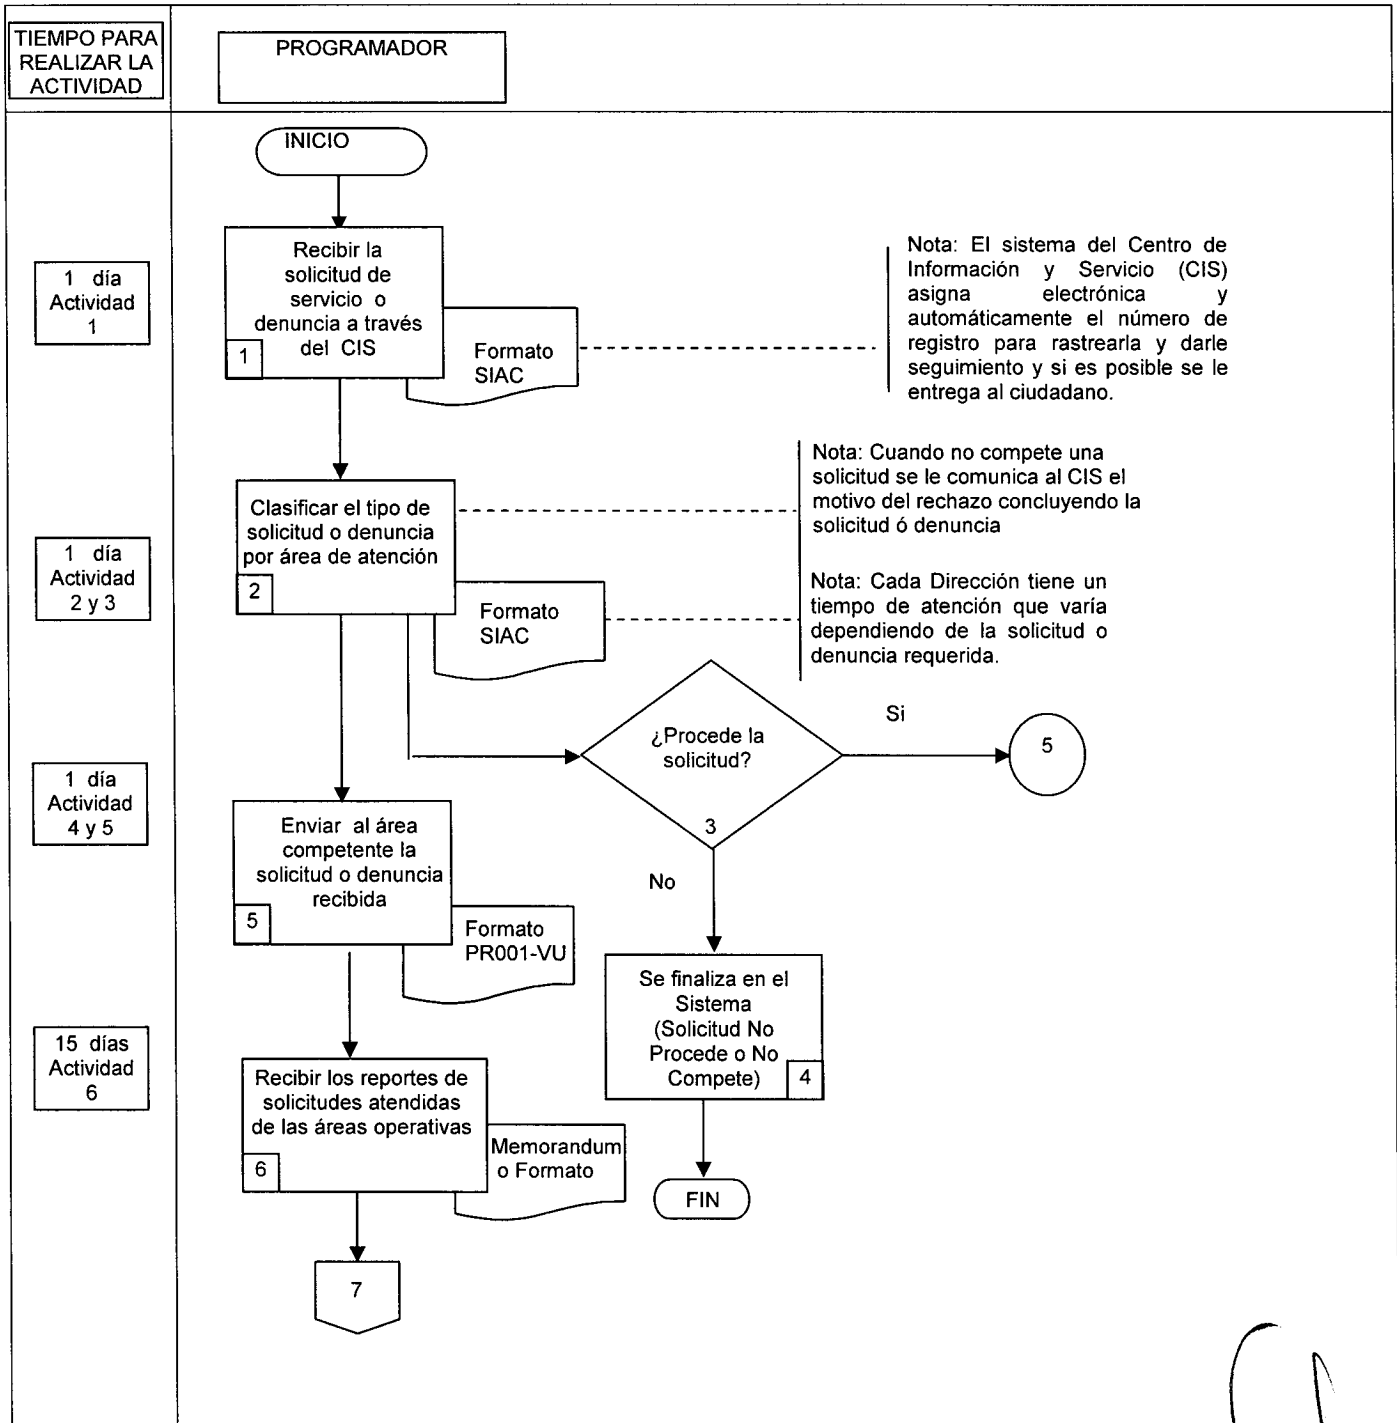 TIEMPO PARA
REALIZAR LA
ACTIVIDAD
PROGRAMADOR
INICIO
1 día
Actividad
1
Recibir la
solicitud de
servicio o
denuncia a través
del CIS
1
Formato
SIAC
Nota: El sistema del Centro de
Información y Servicio (CIS)
asigna electrónica y
automáticamente el número de
registro para rastrearla y darle
seguimiento y si es posible se le
entrega al ciudadano.
1 día
Actividad
2 y 3
Clasificar el tipo de
solicitud o denuncia
por área de atención
2
Formato
SIAC
Nota: Cuando no compete una
solicitud se le comunica al CIS el
motivo del rechazo concluyendo la
solicitud ó denuncia
Nota: Cada Dirección tiene un
tiempo de atención que varía
dependiendo de la solicitud o
denuncia requerida.
¿Procede la
solicitud?
3
Si
5
No
1 día
Actividad
4 y 5
Enviar al área
competente la
solicitud o denuncia
recibida
5
Formato
PR001-VU
Se finaliza en el
Sistema
(Solicitud No
Procede o No
Compete)
4
FIN
15 días
Actividad
6
Recibir los reportes de
solicitudes atendidas
de las áreas operativas
6
Memorandum
o Formato
7